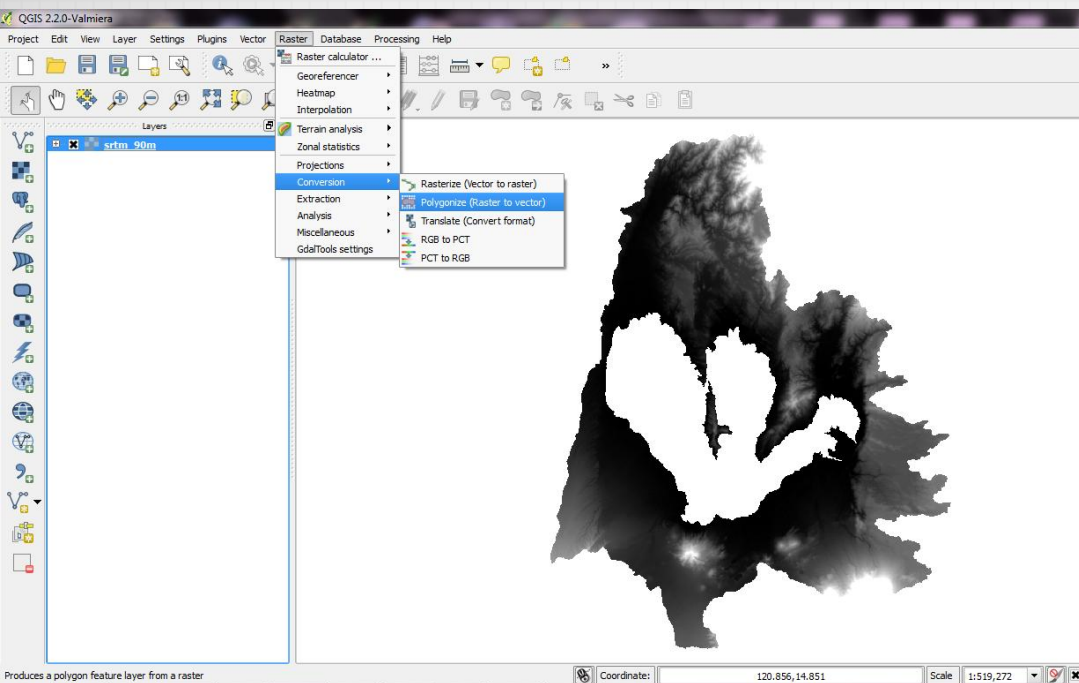 QGIS 2.2.0-Valmiera
Project Edit View Layer Settings Plugins Vector Raster Database Processing Help
Raster calculator ...
Georeferencer
Heatmap
Interpolation
Terrain analysis
Zonal statistics
Projections
Conversion
Extraction
Analysis
Miscellaneous
GdalTools settings
Rasterize (Vector to raster)
Polygonize (Raster to vector)
Translate (Convert format)
RGB to PCT
PCT to RGB
1:1
»
Layers
srtm_90m
Produces a polygon feature layer from a raster
Coordinate: 120.856,14.851 Scale 1:519,272